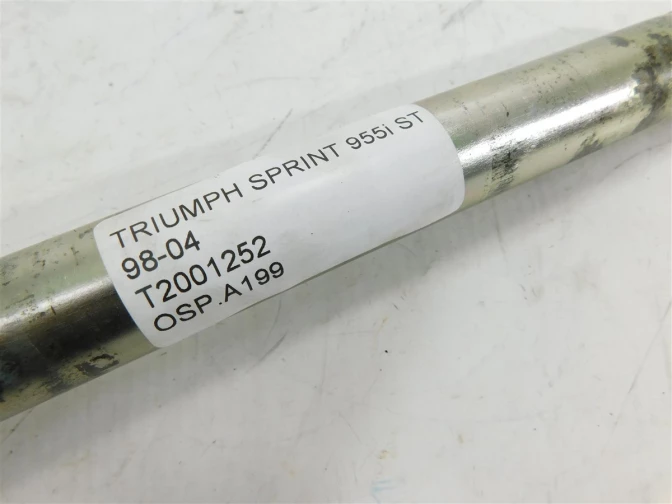 TRIUMPH SPRINT 955i ST
98-04
T2001252
OSP.A199